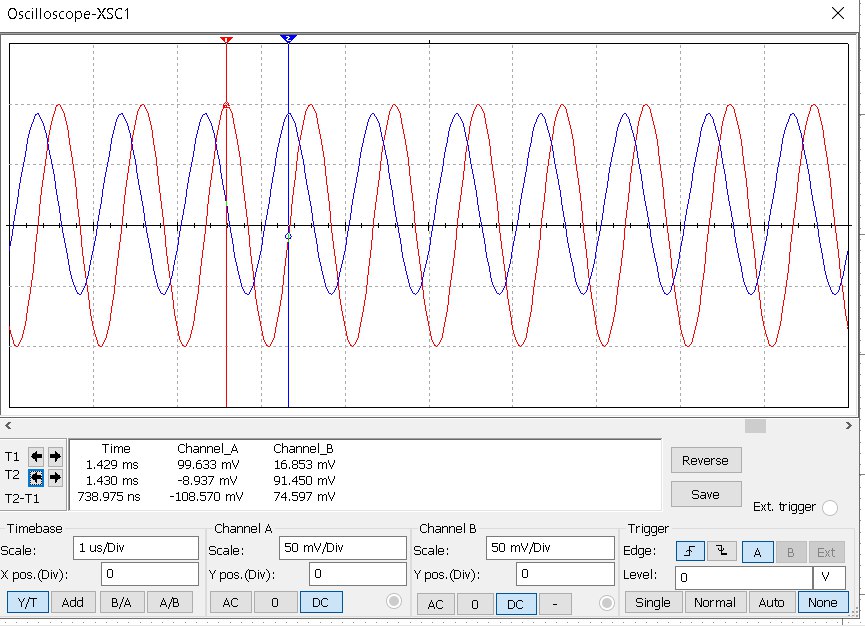 Oscilloscope-XSC1
1 2
T1
T2
T2-T1
Time Channel_A Channel_B
1.429 ms 99.633 mV 16.853 mV
1.430 ms -8.937 mV 91.450 mV
738.975 ns -108.570 mV 74.597 mV
Reverse
Save
Ext. trigger
Timebase
Scale: 1 us/Div
X pos.(Div): 0
Y/T Add B/A A/B
Channel A
Scale: 50 mV/Div
Y pos.(Div): 0
AC 0 DC
Channel B
Scale: 50 mV/Div
Y pos.(Div): 0
AC 0 DC -
Trigger
Edge: A B Ext
Level: 0 V
Single Normal Auto None